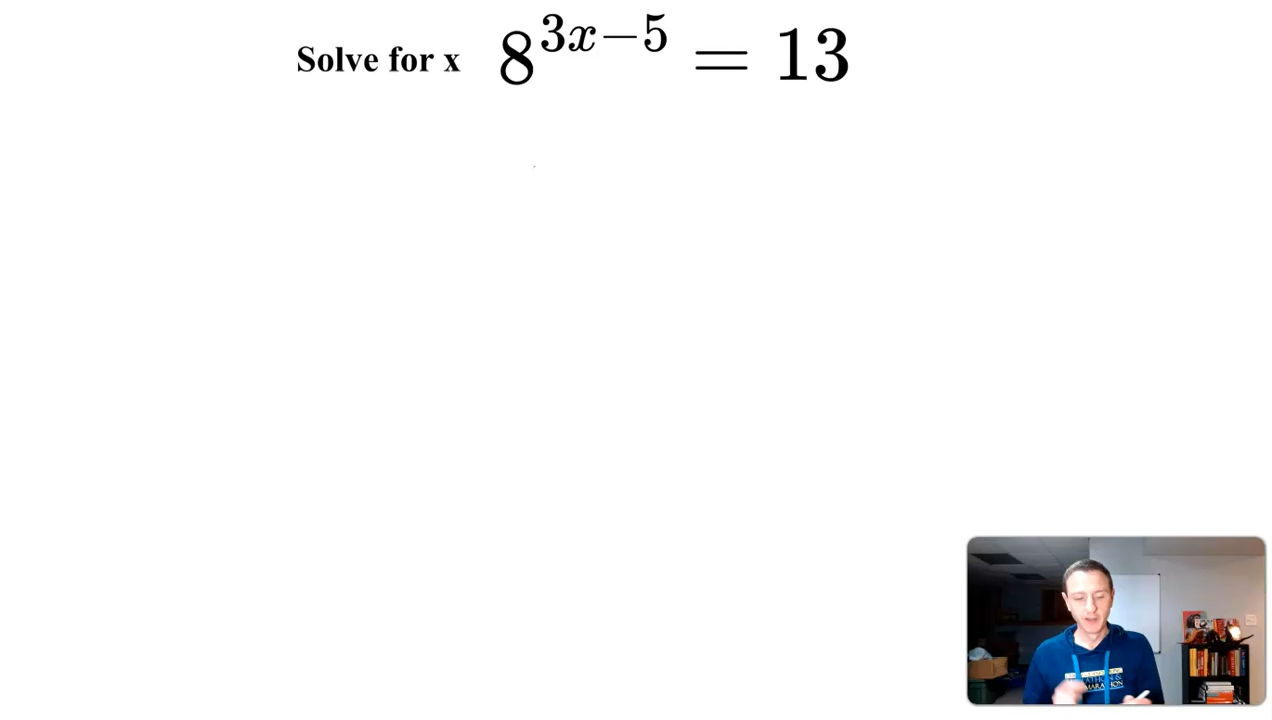 Solve for x 8^{3x-5} = 13